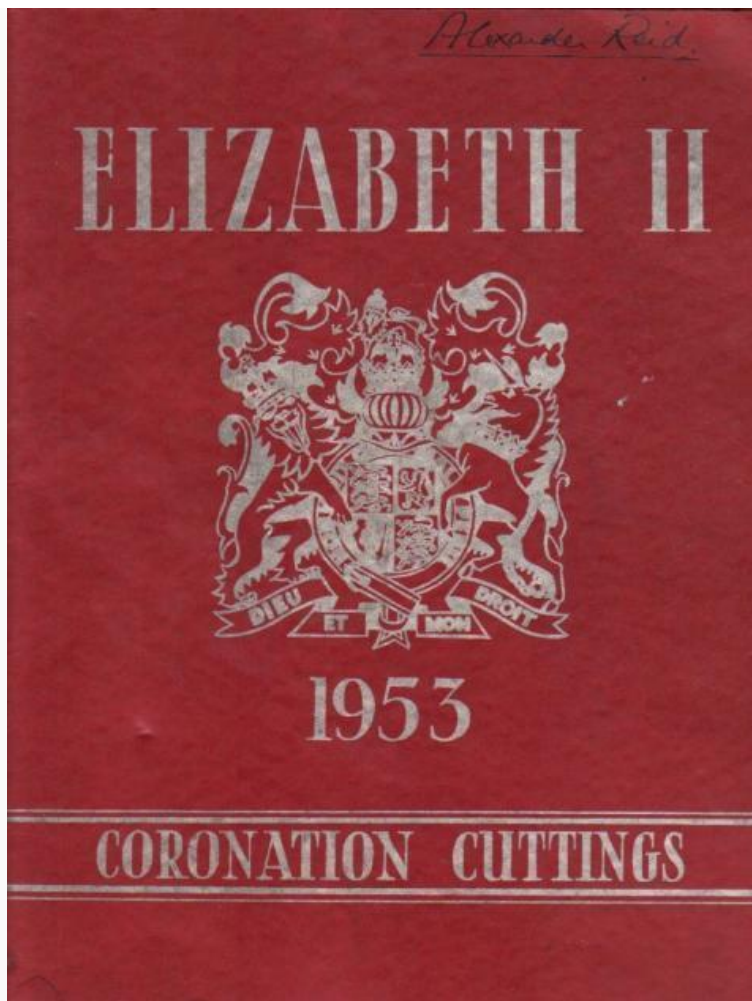 Alexander Reid.
ELIZABETH II
DIEU ET MON DROIT
1953
CORONATION CUTTINGS